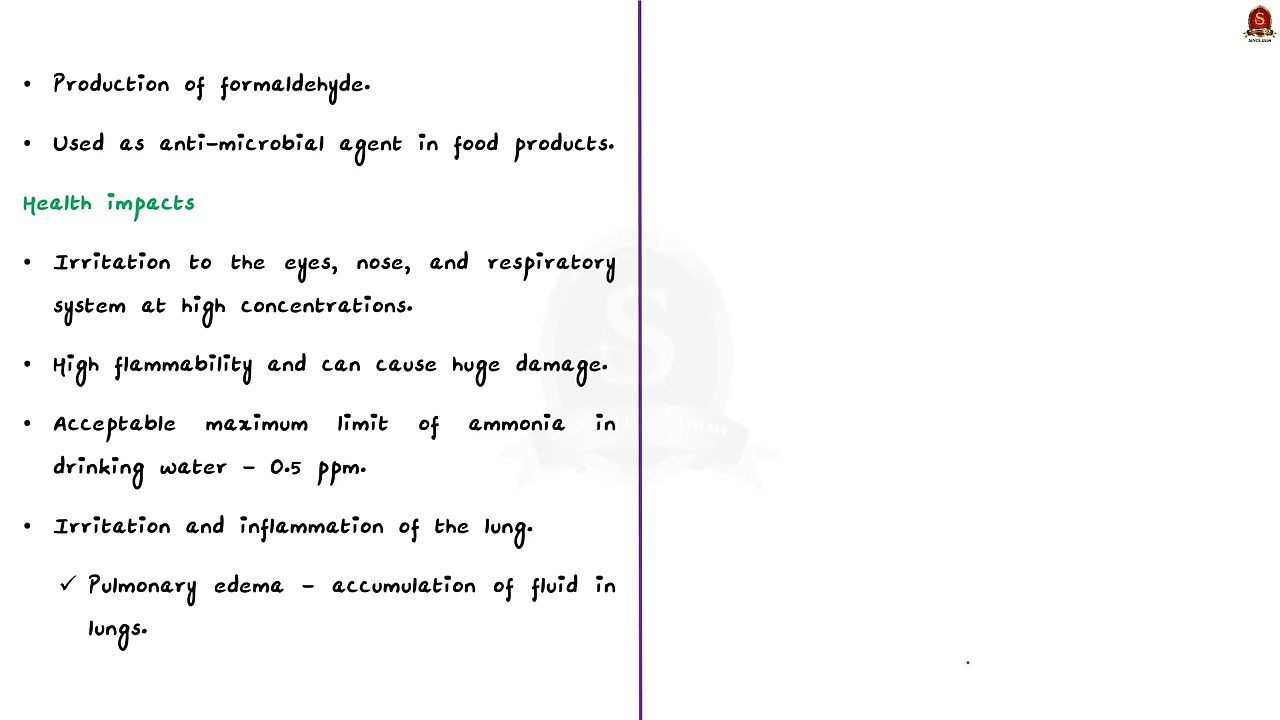 • Production of formaldehyde.
• Used as anti-microbial agent in food products.
Health impacts
• Irritation to the eyes, nose, and respiratory
system at high concentrations.
• High flammability and can cause huge damage.
• Acceptable maximum limit of ammonia in
drinking water - 0.5 ppm.
• Irritation and inflammation of the lung.
✓ Pulmonary edema - accumulation of fluid in
lungs.